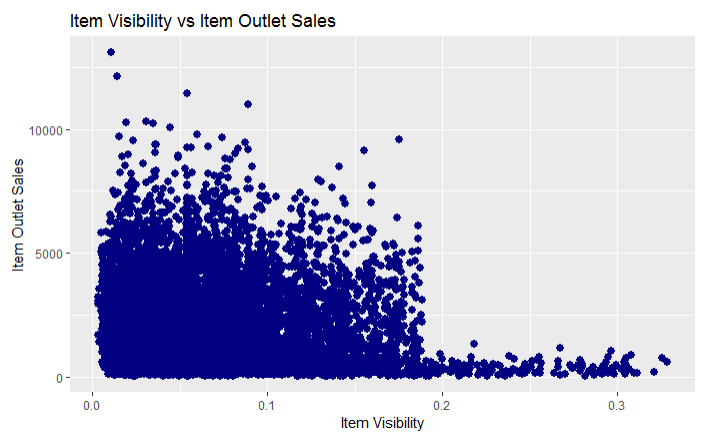 Item Visibility vs Item Outlet Sales
10000
5000
0
Item Outlet Sales
0.0 0.1 0.2 0.3
Item Visibility